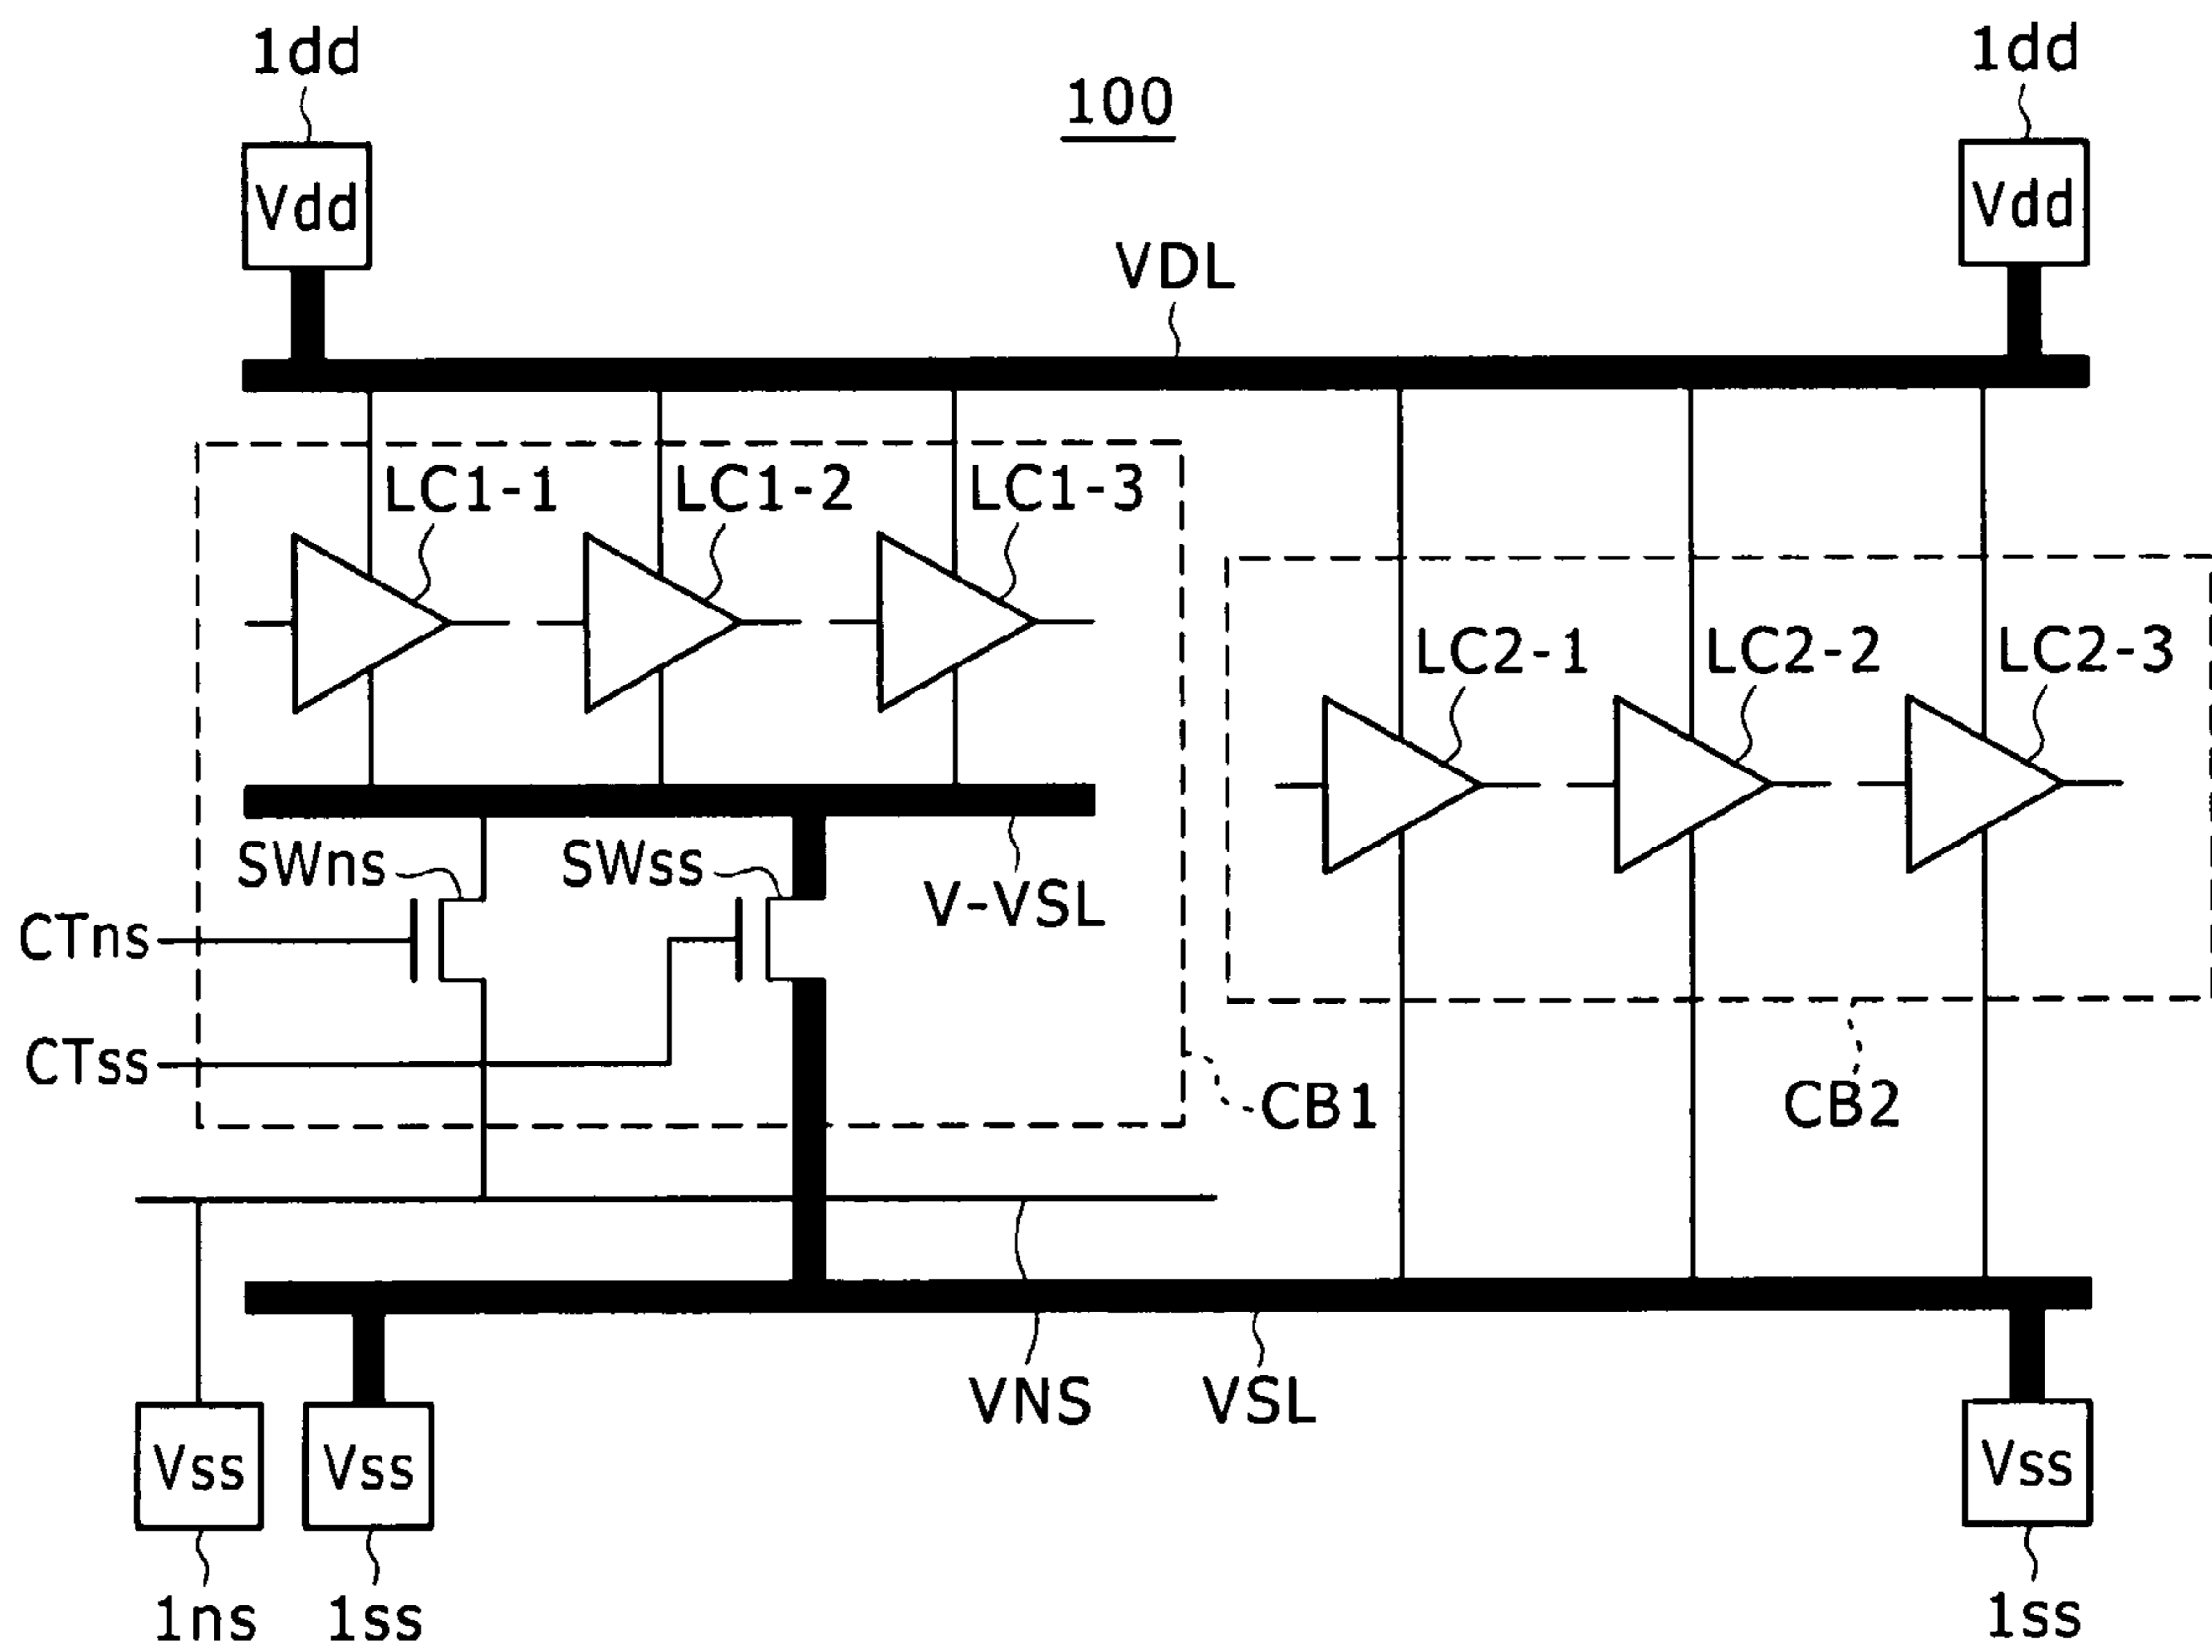 1dd
1dd
100
Vdd
Vdd
VDL
LC1-1
LC1-2
LC1-3
LC2-1
LC2-2
LC2-3
SWns
SWss
V-VSL
CTns
CTss
CB1
CB2
VNS
VSL
Vss
Vss
Vss
1ns
1ss
1ss